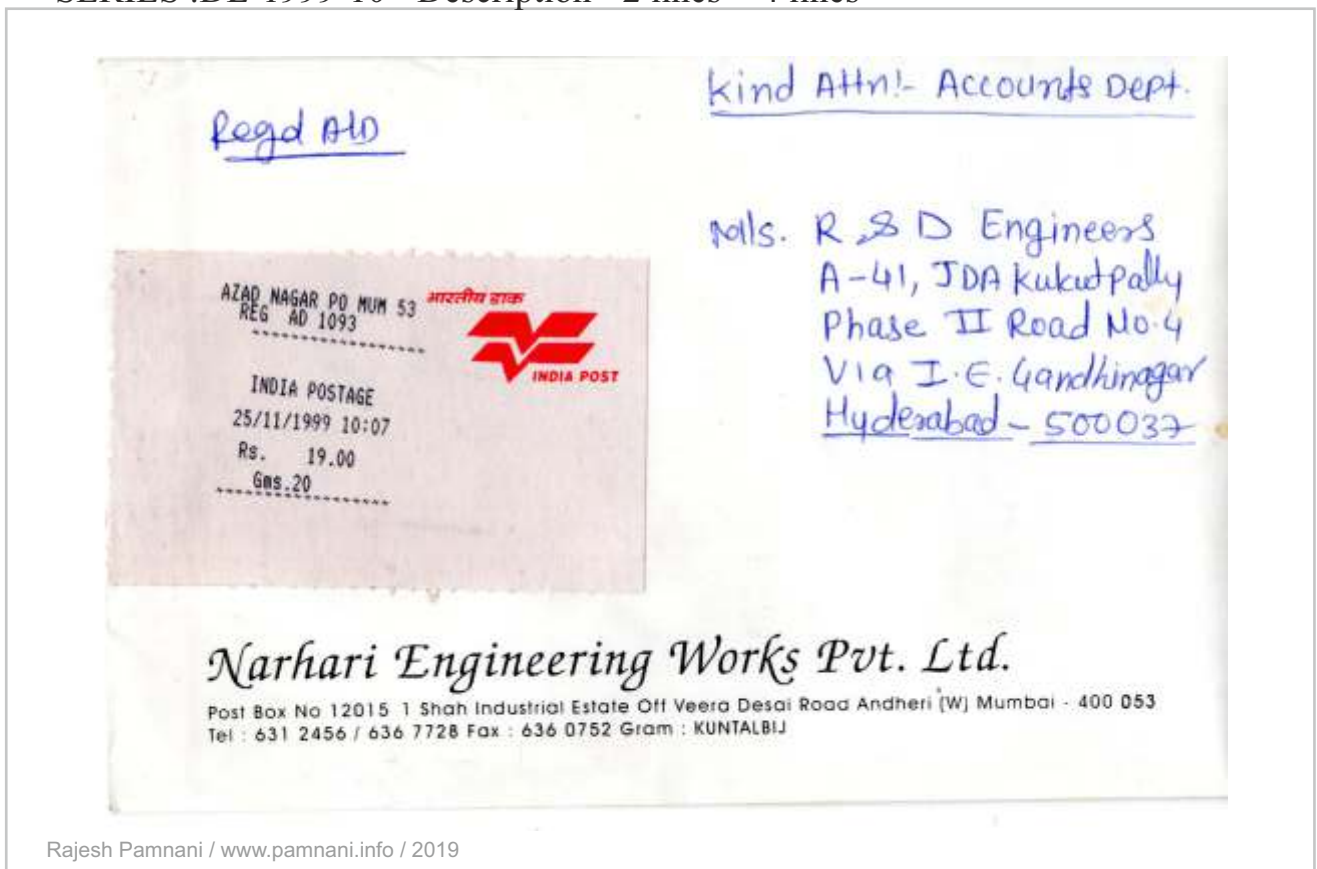 SERIES :DE 1999-10 Description 2 lines 4 lines
Kind Attn!- Accounts Dept.
Regd A/D
M/s. R & D Engineers
A-41, JDA Kukutpally
Phase II Road No.4
Via I.E. Gandhinagar
Hyderabad - 500037
AZAD NAGAR PO MUM 53
REG AD 1093
INDIA POSTAGE
25/11/1999 10:07
Rs. 19.00
Gms.20
भारतीय डाक
INDIA POST
Narhari Engineering Works Pvt. Ltd.
Post Box No 12015 1 Shah Industrial Estate Off Veera Desai Road Andheri (W) Mumbai - 400 053
Tel : 631 2456 / 636 7728 Fax : 636 0752 Gram : KUNTALBIJ
Rajesh Pamnani / www.pamnani.info / 2019